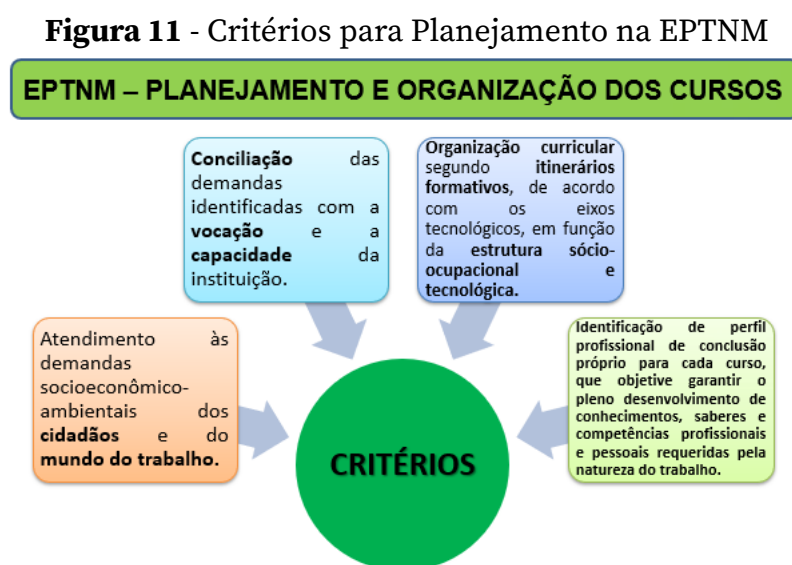 Figura 11 - Critérios para Planejamento na EPTNM
EPTNM – PLANEJAMENTO E ORGANIZAÇÃO DOS CURSOS
Conciliação das
demandas
identificadas com a
vocação e a
capacidade da
instituição.
Organização curricular
segundo itinerários
formativos, de acordo
com os eixos
tecnológicos, em função
da estrutura sócio-
ocupacional e
tecnológica.
Atendimento às
demandas
socioeconômico-
ambientais dos
cidadãos e do
mundo do trabalho.
Identificação de perfil
profissional de conclusão
próprio para cada curso,
que objetive garantir o
pleno desenvolvimento de
conhecimentos, saberes e
competências profissionais
e pessoais requeridas pela
natureza do trabalho.
CRITÉRIOS